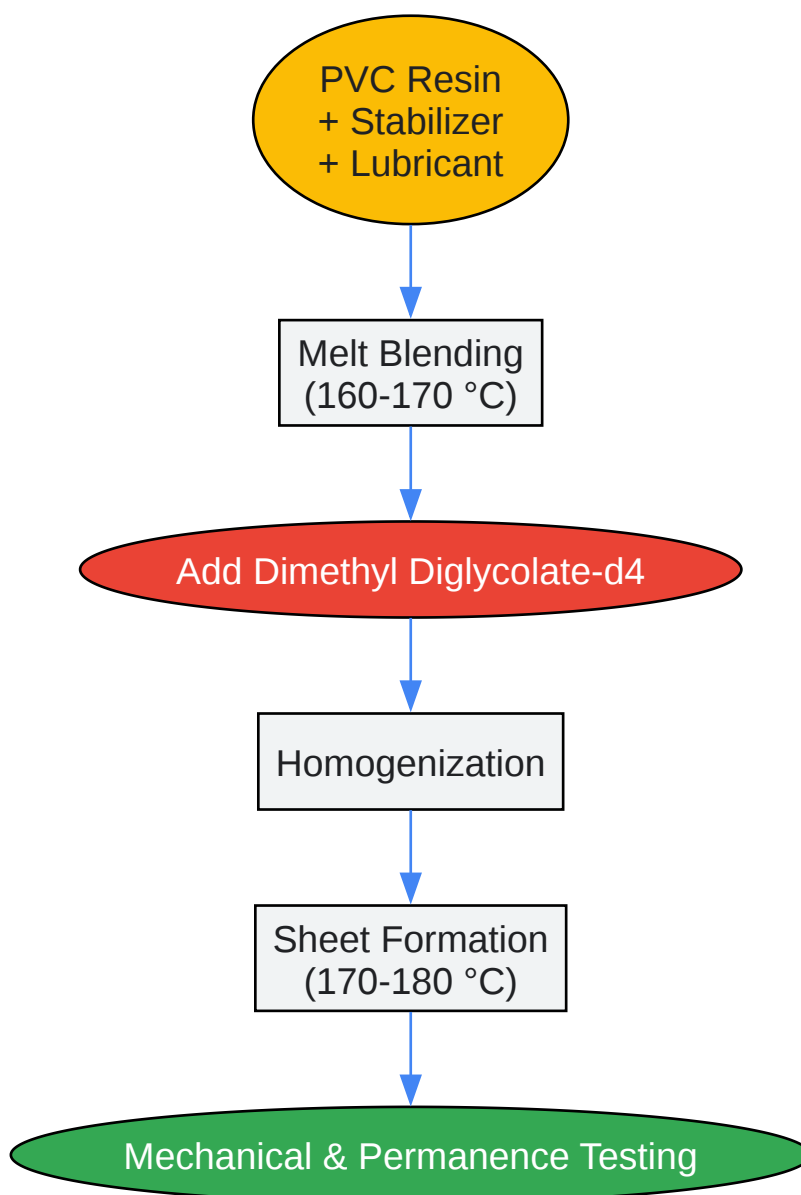 PVC Resin
+ Stabilizer
+ Lubricant
Melt Blending
(160-170 °C)
Add Dimethyl Diglycolate-d4
Homogenization
Sheet Formation
(170-180 °C)
Mechanical & Permanence Testing